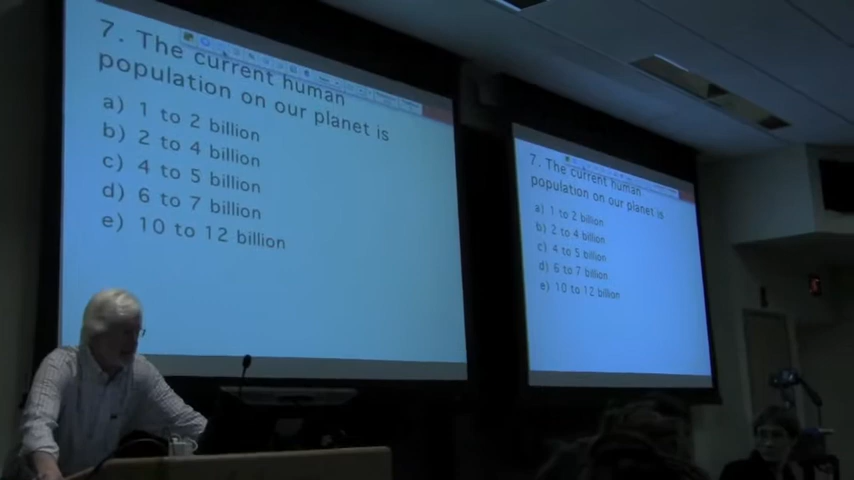 7. The current human
population on our planet is
a) 1 to 2 billion
b) 2 to 4 billion
c) 4 to 5 billion
d) 6 to 7 billion
e) 10 to 12 billion
7. The current human
population on our planet is
a) 1 to 2 billion
b) 2 to 4 billion
c) 4 to 5 billion
d) 6 to 7 billion
e) 10 to 12 billion